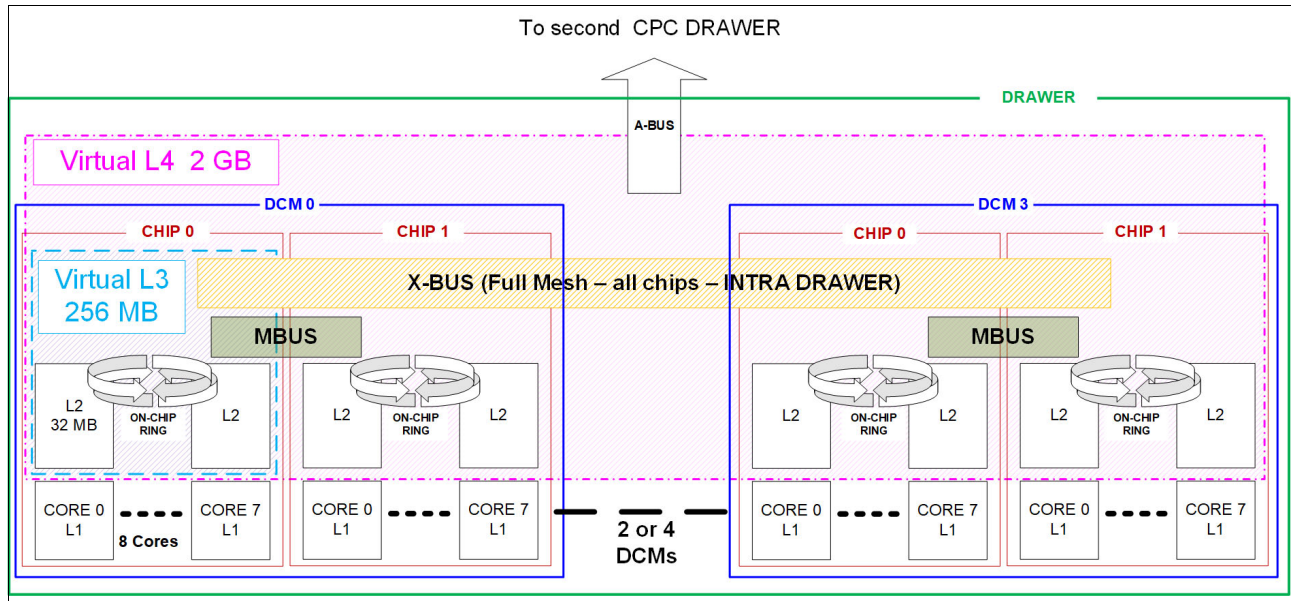 To second CPC DRAWER
DRAWER
A-BUS
Virtual L4 2 GB
DCM 0
DCM 3
CHIP 0
CHIP 1
CHIP 0
CHIP 1
Virtual L3
256 MB
X-BUS (Full Mesh – all chips – INTRA DRAWER)
MBUS
MBUS
L2
32 MB
ON-CHIP
RING
L2
L2
ON-CHIP
RING
L2
L2
ON-CHIP
RING
L2
L2
ON-CHIP
RING
L2
CORE 0
L1
8 Cores
CORE 7
L1
CORE 0
L1
CORE 7
L1
2 or 4
DCMs
CORE 0
L1
CORE 7
L1
CORE 0
L1
CORE 7
L1